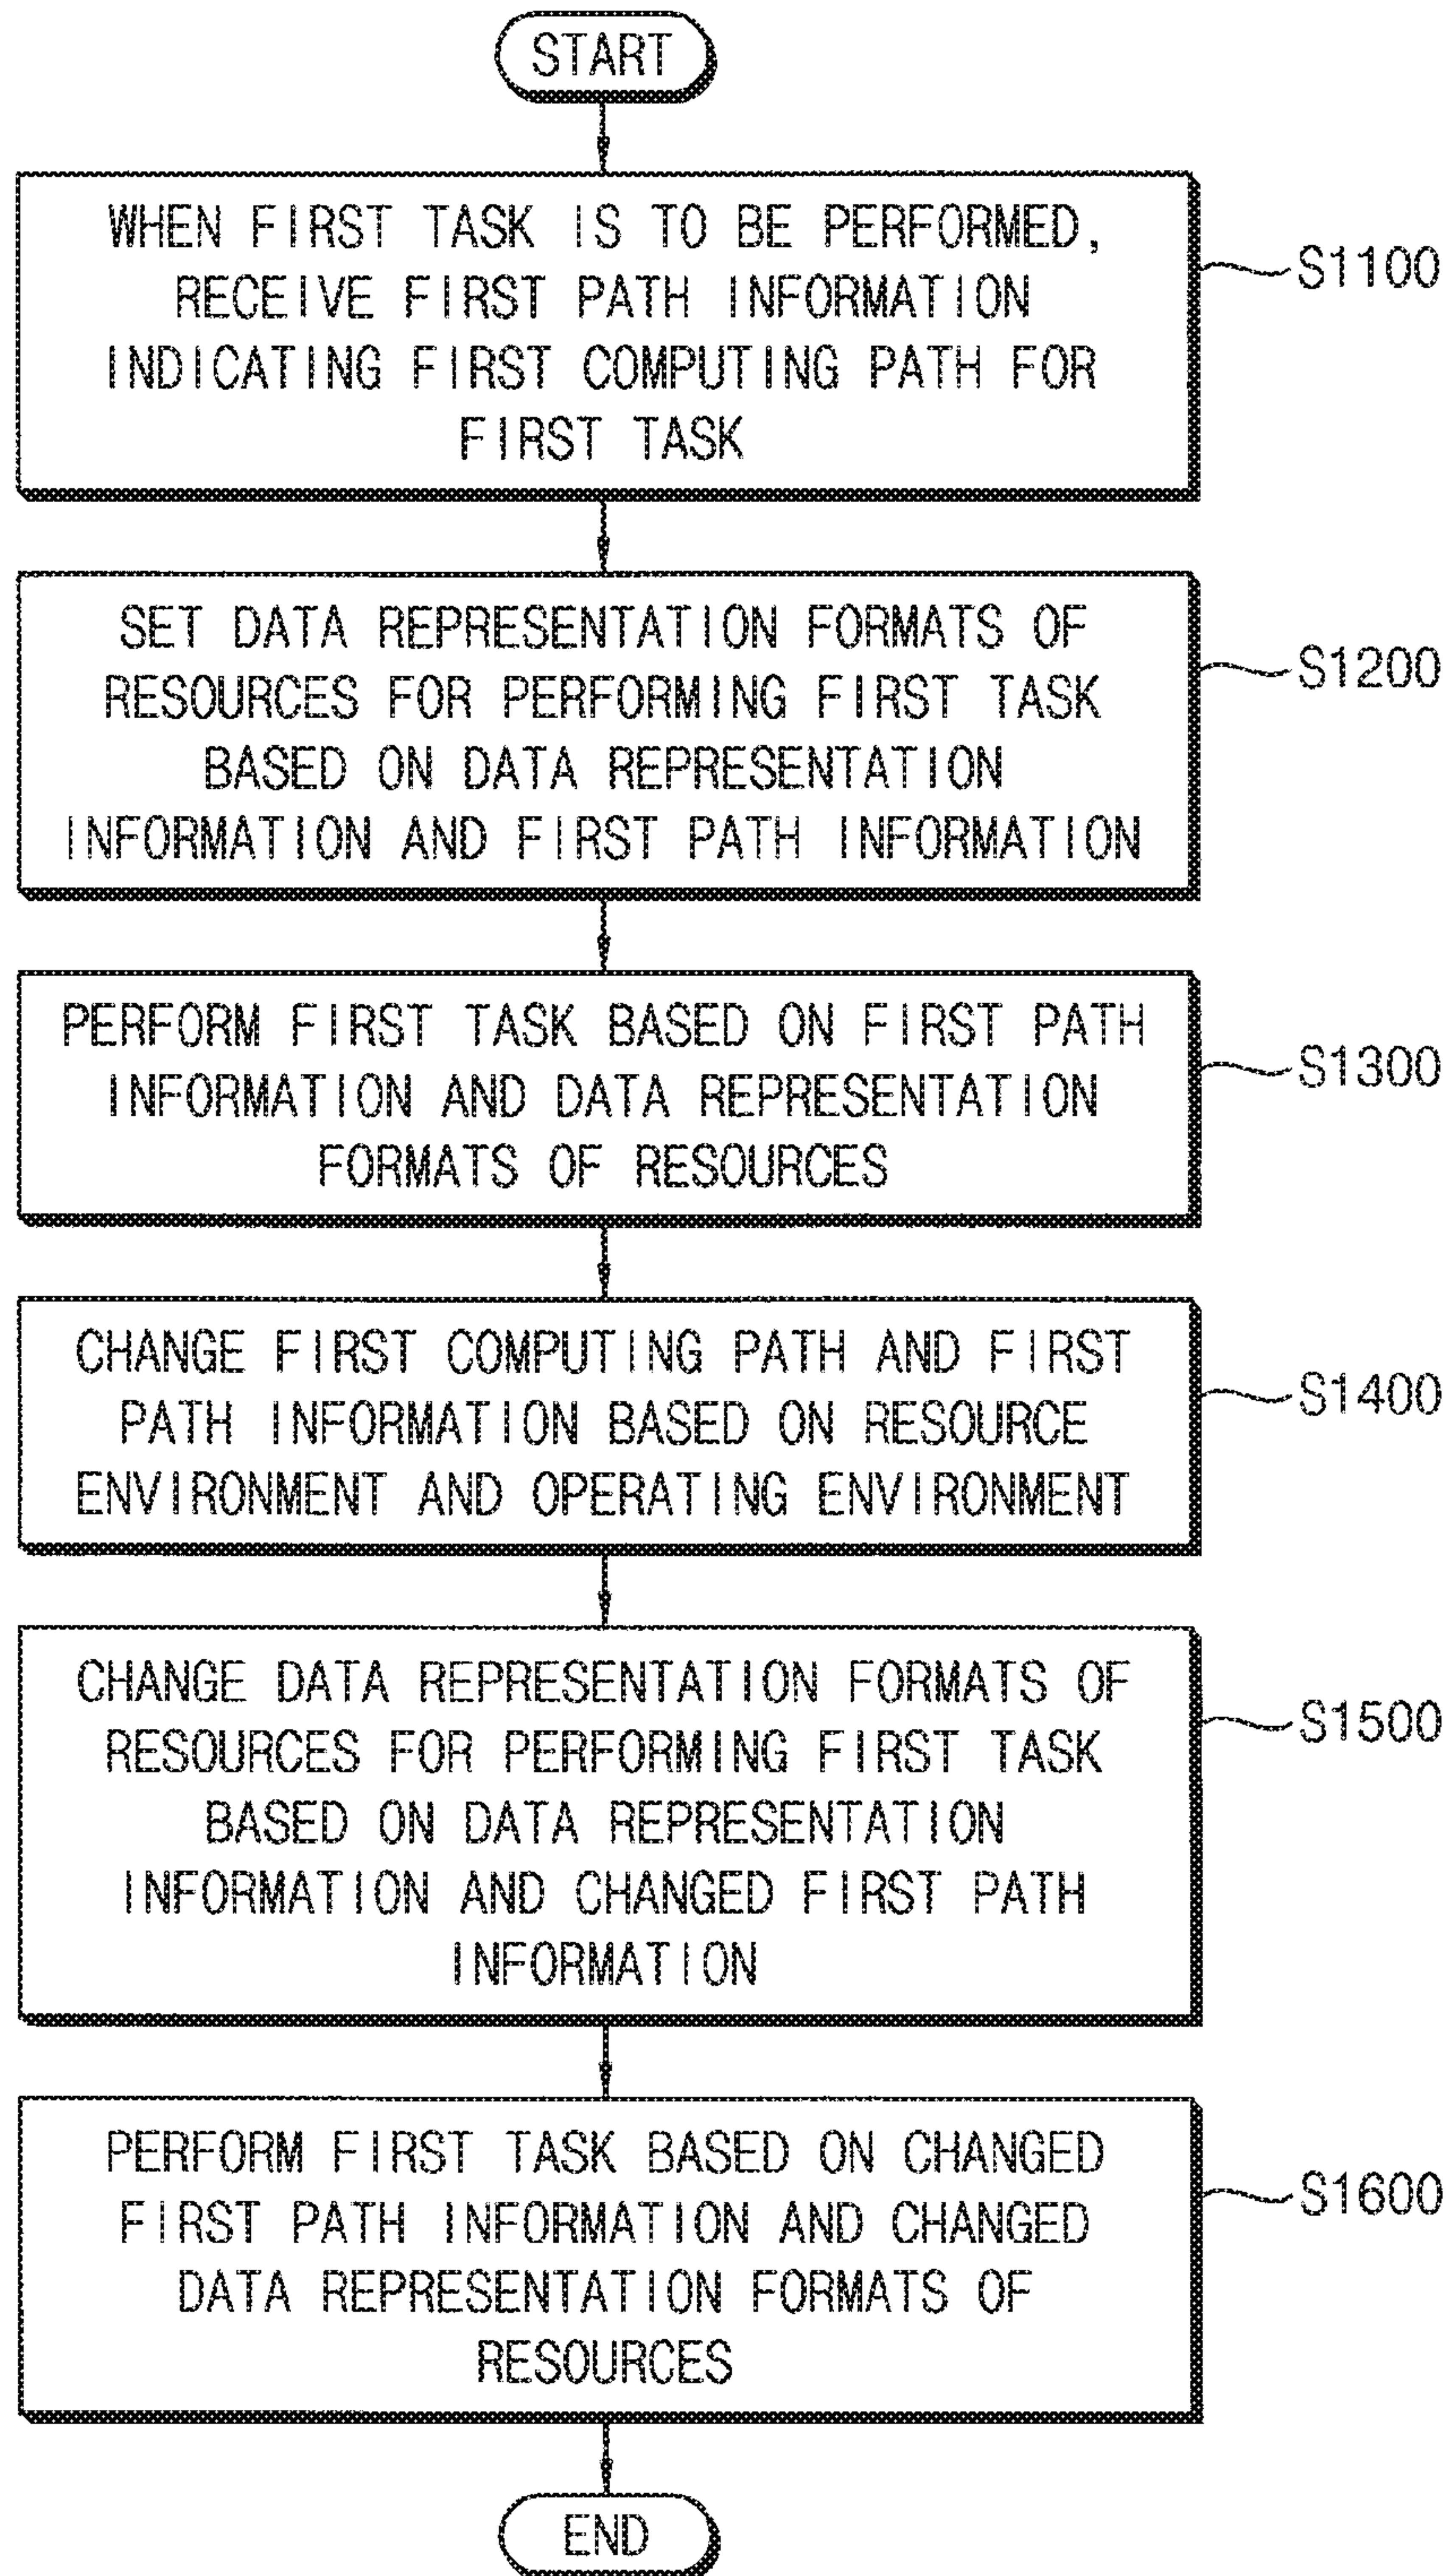 START
WHEN FIRST TASK IS TO BE PERFORMED,
RECEIVE FIRST PATH INFORMATION
INDICATING FIRST COMPUTING PATH FOR
FIRST TASK
S1100
SET DATA REPRESENTATION FORMATS OF
RESOURCES FOR PERFORMING FIRST TASK
BASED ON DATA REPRESENTATION
INFORMATION AND FIRST PATH INFORMATION
S1200
PERFORM FIRST TASK BASED ON FIRST PATH
INFORMATION AND DATA REPRESENTATION
FORMATS OF RESOURCES
S1300
CHANGE FIRST COMPUTING PATH AND FIRST
PATH INFORMATION BASED ON RESOURCE
ENVIRONMENT AND OPERATING ENVIRONMENT
S1400
CHANGE DATA REPRESENTATION FORMATS OF
RESOURCES FOR PERFORMING FIRST TASK
BASED ON DATA REPRESENTATION
INFORMATION AND CHANGED FIRST PATH
INFORMATION
S1500
PERFORM FIRST TASK BASED ON CHANGED
FIRST PATH INFORMATION AND CHANGED
DATA REPRESENTATION FORMATS OF
RESOURCES
S1600
END